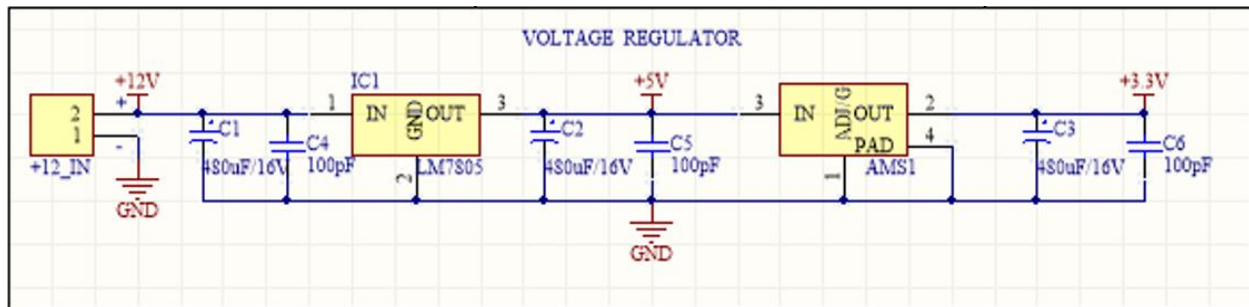 VOLTAGE REGULATOR
+12V
IC1
+5V
+3.3V
2
1
+
-
+12_IN
GND
C1
480uF/16V
C4
100pF
1
IN
GND
OUT
3
2
LM7805
C2
480uF/16V
C5
100pF
GND
3
IN
ADJ/G
OUT
PAD
2
4
1
AMS1
C3
480uF/16V
C6
100pF